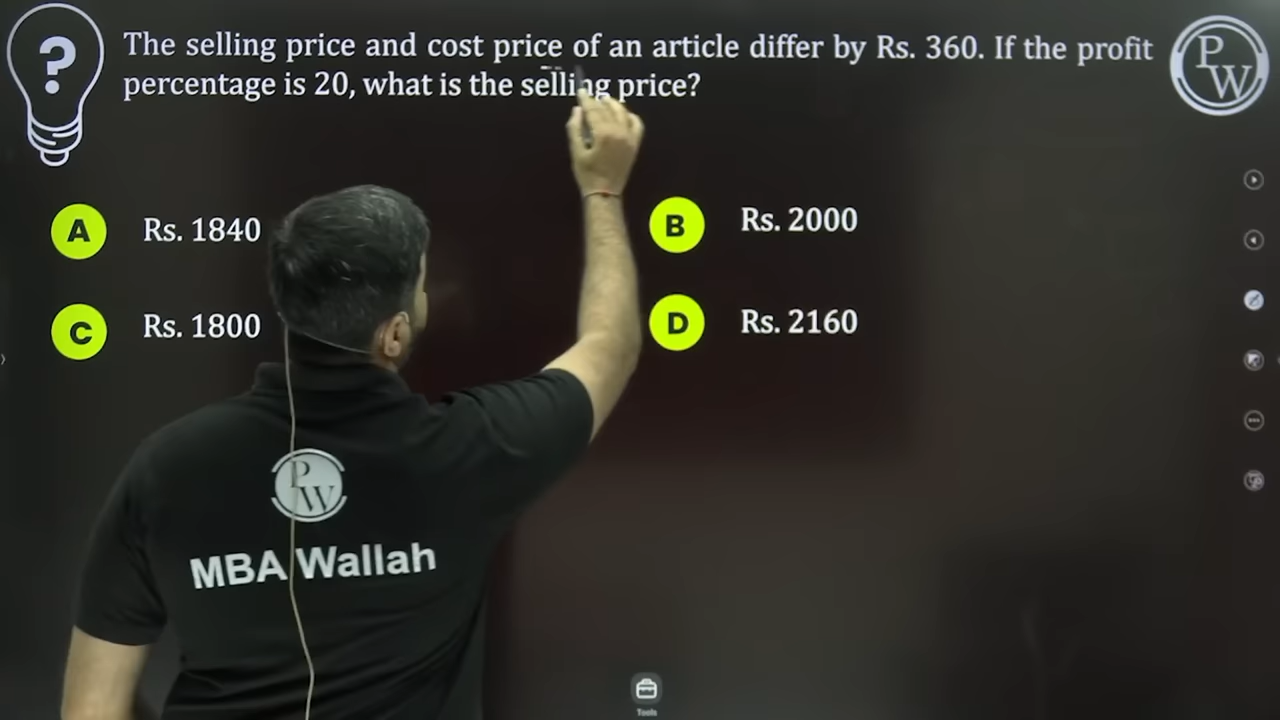 ?
The selling price and cost price of an article differ by Rs. 360. If the profit
percentage is 20, what is the selling price?
P
W
A Rs. 1840
B Rs. 2000
C Rs. 1800
D Rs. 2160
P
W
MBA Wallah
Tools